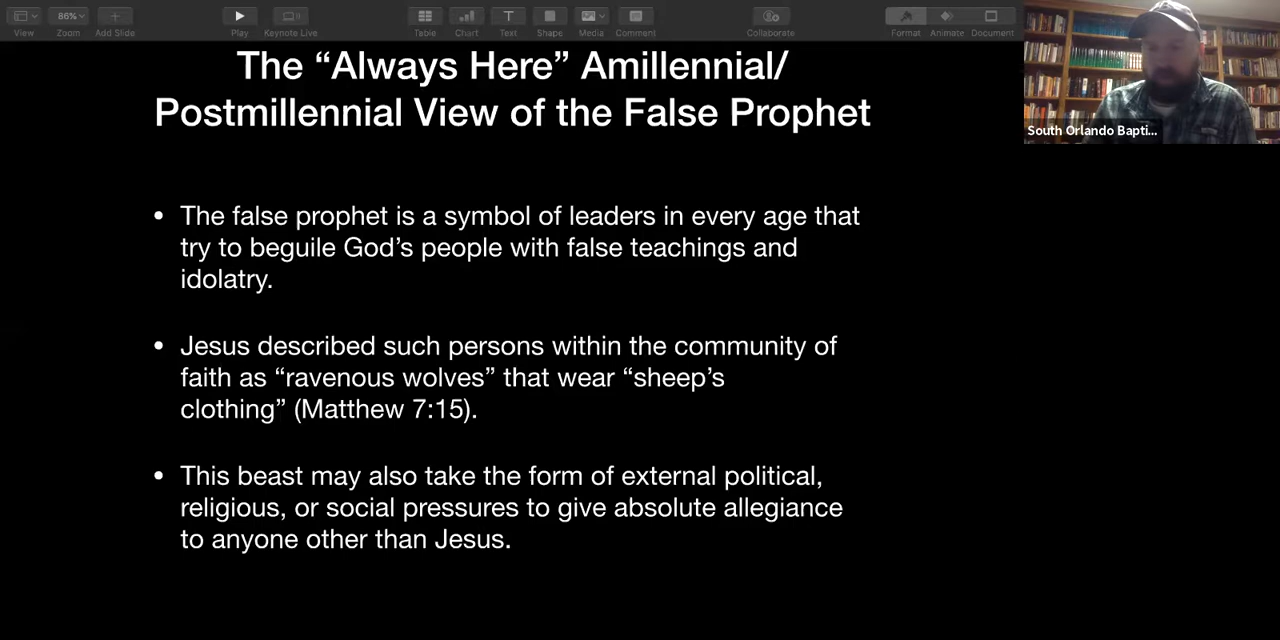 View
86%
Zoom
Add Slide
Play
Keynote Live
Table
Chart
T
Text
Shape
Media
Comment
Collaborate
Format
Animate
Document
The “Always Here” Amillennial/
Postmillennial View of the False Prophet
• The false prophet is a symbol of leaders in every age that
try to beguile God’s people with false teachings and
idolatry.
• Jesus described such persons within the community of
faith as “ravenous wolves” that wear “sheep’s
clothing” (Matthew 7:15).
• This beast may also take the form of external political,
religious, or social pressures to give absolute allegiance
to anyone other than Jesus.
South Orlando Bapti...